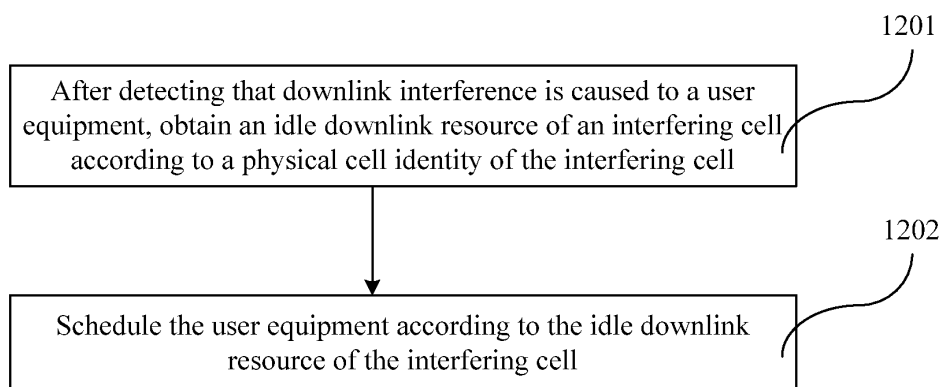 1201
After detecting that downlink interference is caused to a user
equipment, obtain an idle downlink resource of an interfering cell
according to a physical cell identity of the interfering cell
1202
Schedule the user equipment according to the idle downlink
resource of the interfering cell